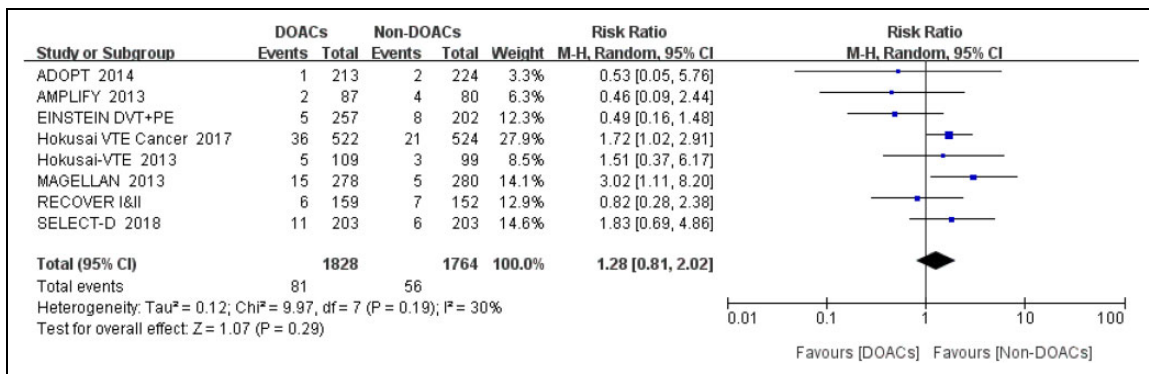 DOACs Non-DOACs Risk Ratio Risk Ratio
Study or Subgroup Events Total Events Total Weight M-H, Random, 95% CI M-H, Random, 95% CI
ADOPT 2014 1 213 2 224 3.3% 0.53 [0.05, 5.76]
AMPLIFY 2013 2 87 4 80 6.3% 0.46 [0.09, 2.44]
EINSTEIN DVT+PE 5 257 8 202 12.3% 0.49 [0.16, 1.48]
Hokusai VTE Cancer 2017 36 522 21 524 27.9% 1.72 [1.02, 2.91]
Hokusai-VTE 2013 5 109 3 99 8.5% 1.51 [0.37, 6.17]
MAGELLAN 2013 15 278 5 280 14.1% 3.02 [1.11, 8.20]
RECOVER I&II 6 159 7 152 12.9% 0.82 [0.28, 2.38]
SELECT-D 2018 11 203 6 203 14.6% 1.83 [0.69, 4.86]
Total (95% CI) 1828 1764 100.0% 1.28 [0.81, 2.02]
Total events 81 56
Heterogeneity: Tau² = 0.12; Chi² = 9.97, df = 7 (P = 0.19); I² = 30%
Test for overall effect: Z = 1.07 (P = 0.29)
0.01 0.1 1 10 100
Favours [DOACs] Favours [Non-DOACs]